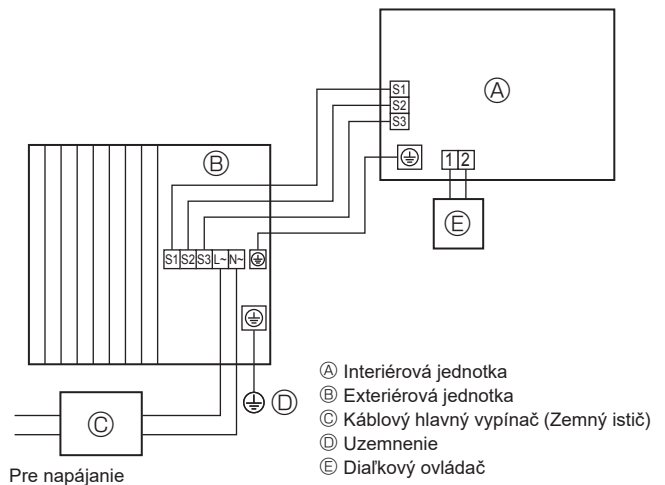 S1
S2
S3
Ⓐ
1 2
Ⓔ
Ⓑ
S1 S2 S3 L~ N~
Ⓓ
Ⓒ
Pre napájanie
Ⓐ Interiérová jednotka
Ⓑ Exteriérová jednotka
Ⓒ Káblový hlavný vypínač (Zemný istič)
Ⓓ Uzemnenie
Ⓔ Diaľkový ovládač